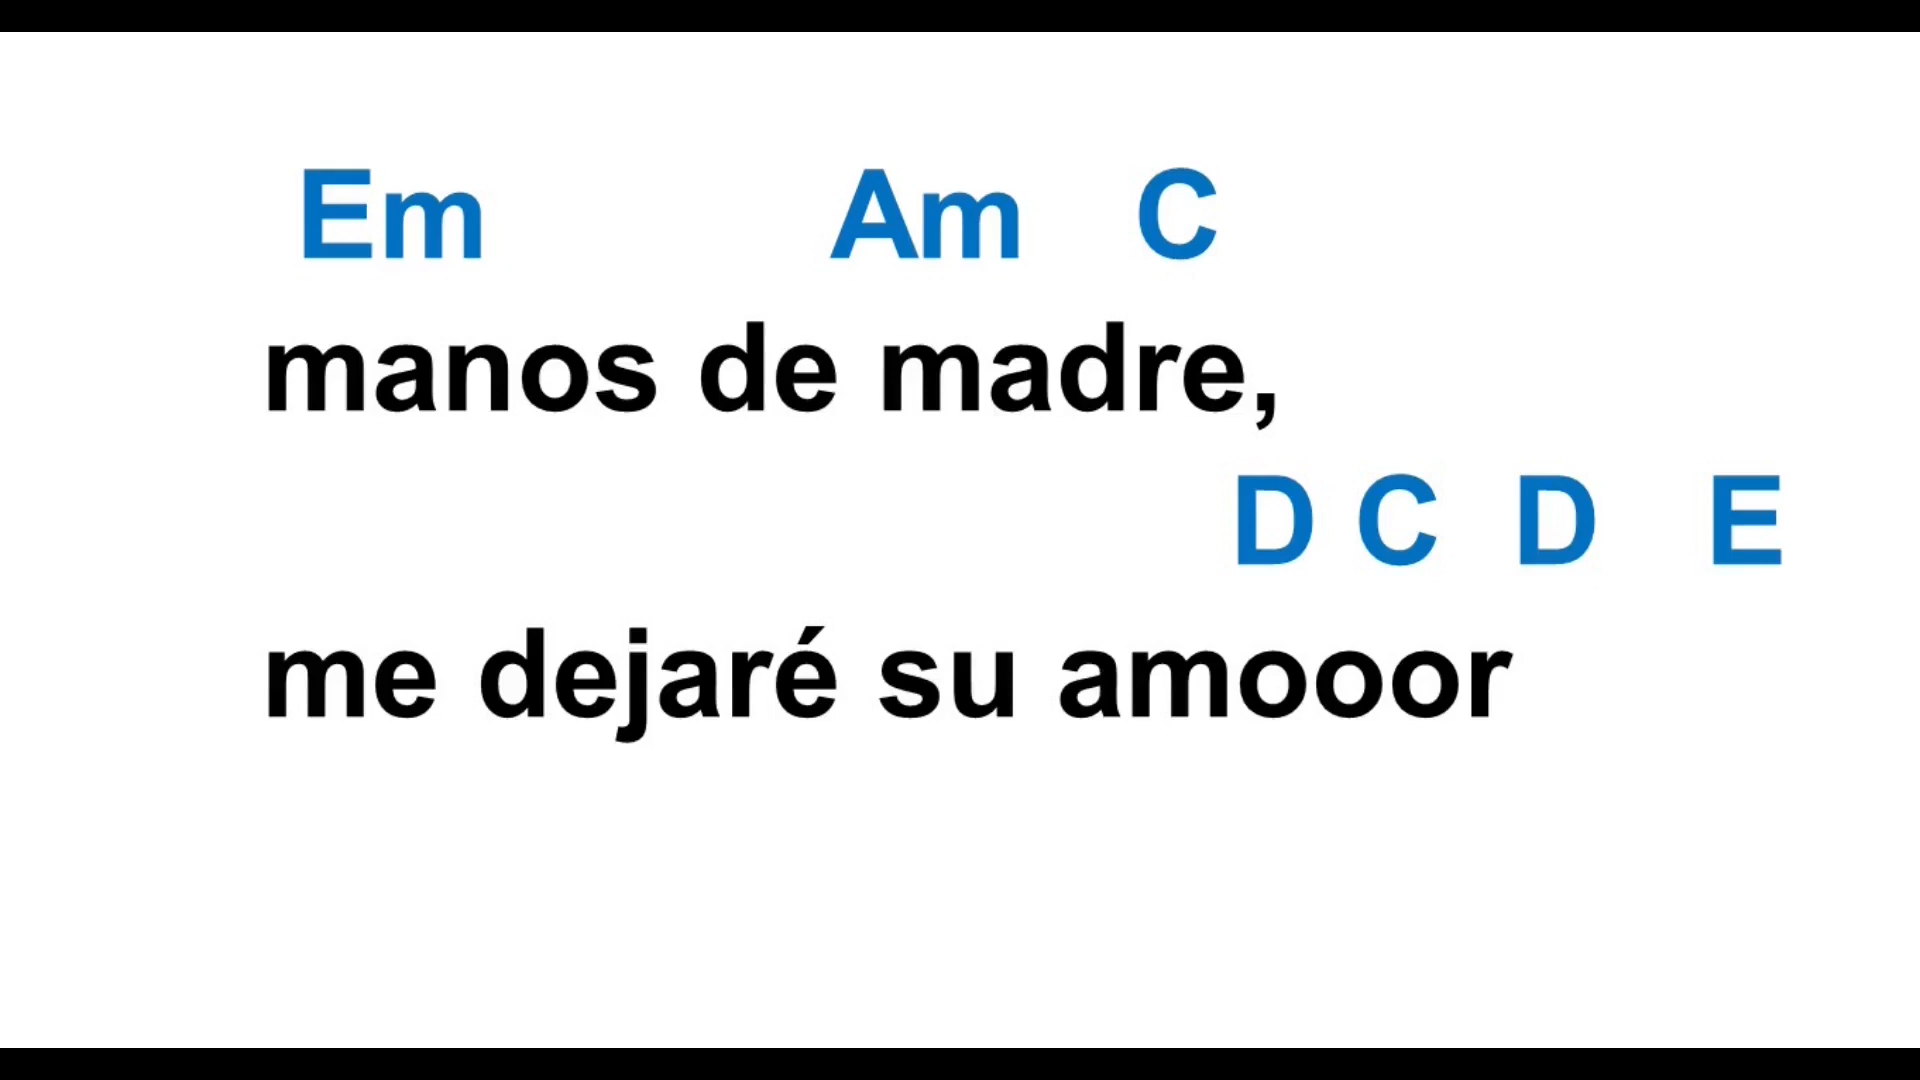 Em Am C
manos de madre,
D C D E
me dejaré su amooor